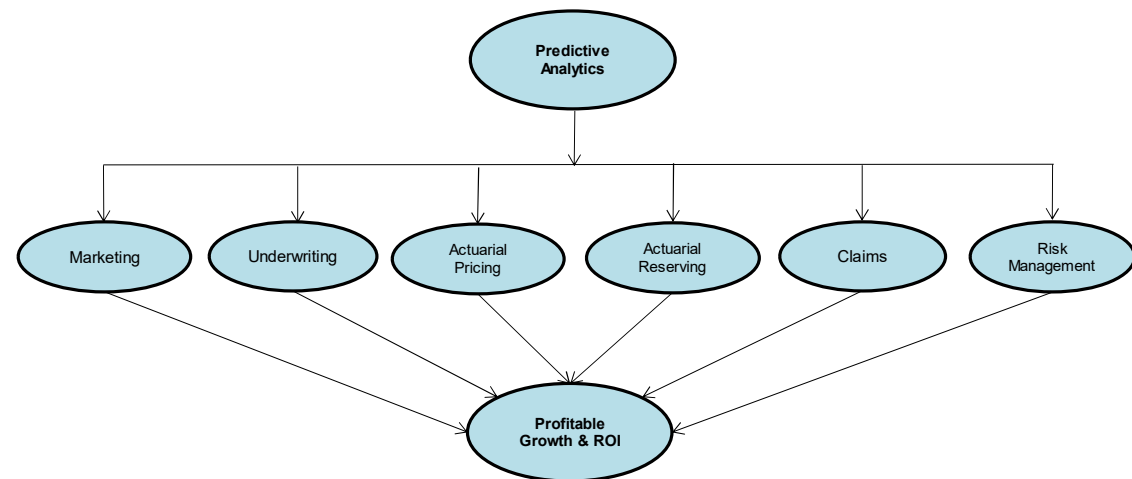 Predictive
Analytics
Marketing
Underwriting
Actuarial
Pricing
Actuarial
Reserving
Claims
Risk
Management
Profitable
Growth & ROI